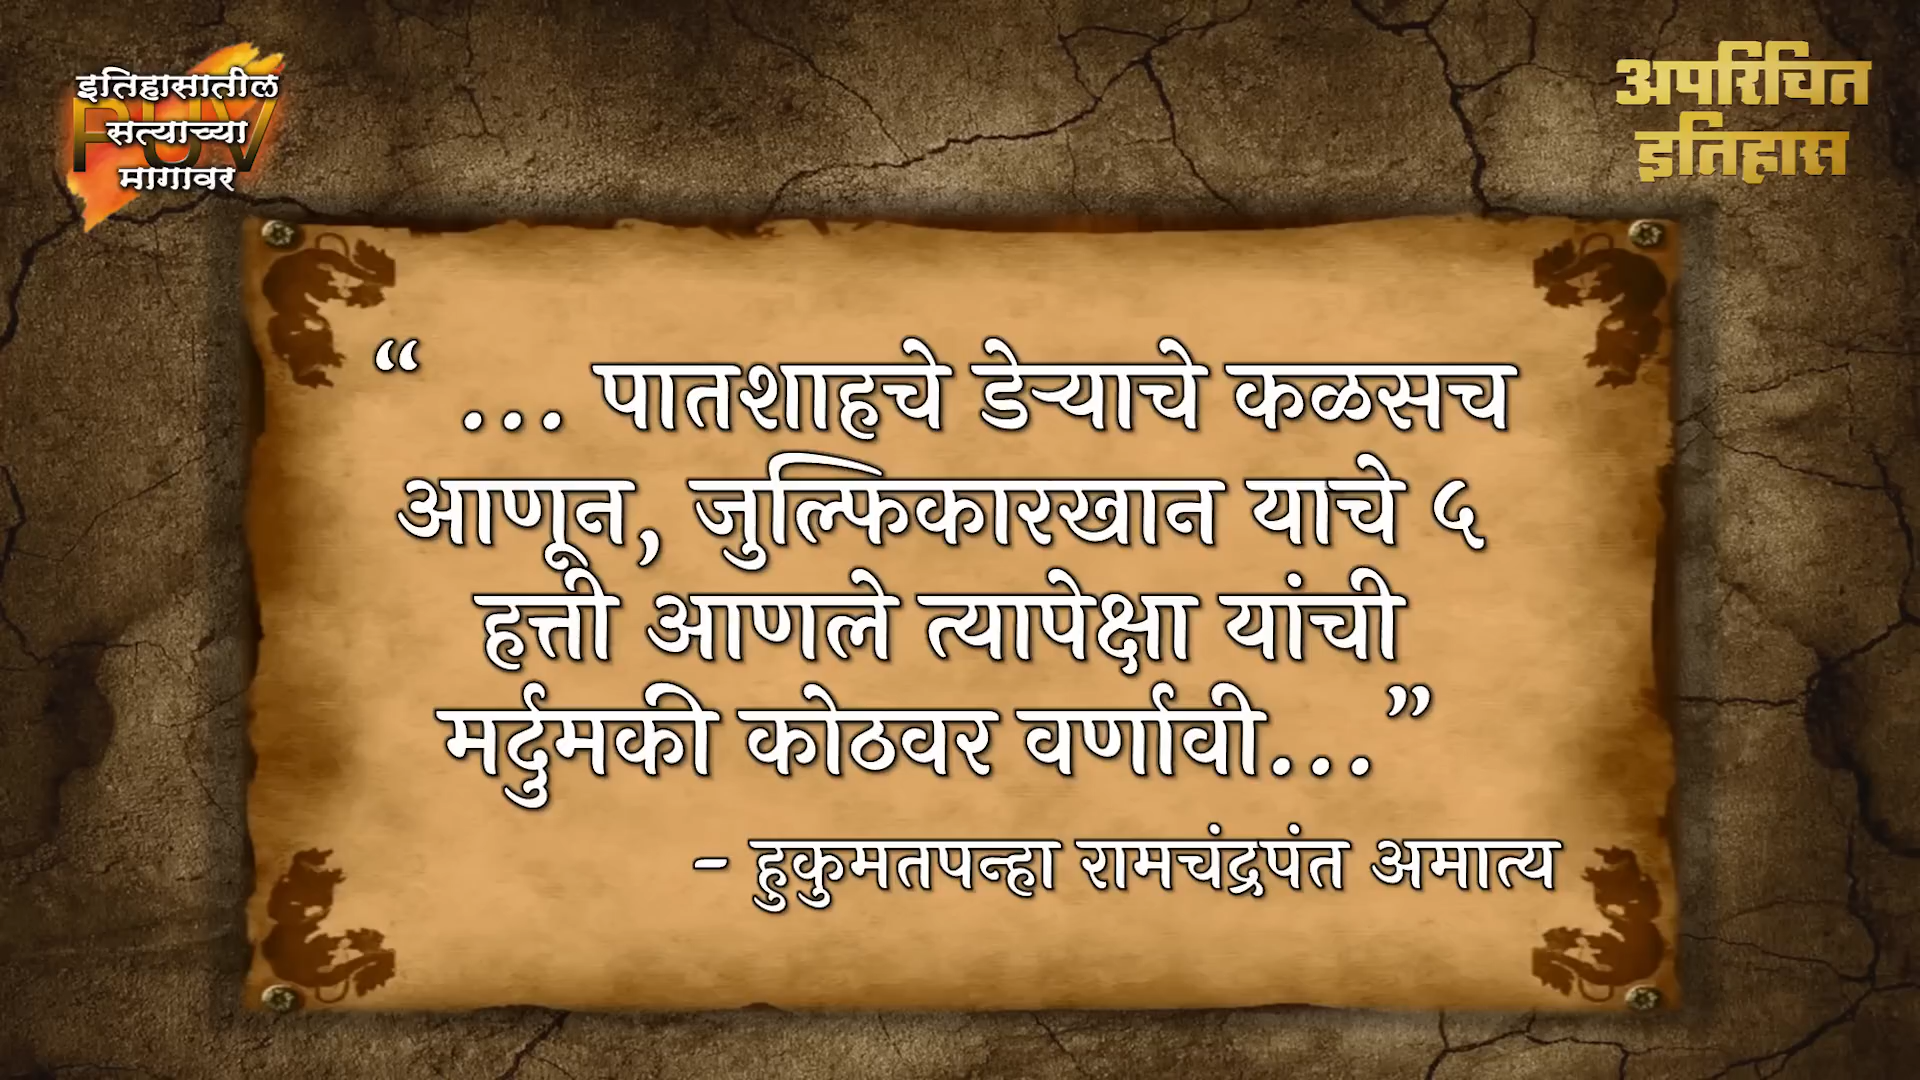 इतिहासातील
सत्याच्या
मागावर
PUV
अपरिचित
इतिहास
“ ... पातशाहचे डेऱ्याचे कळसच
आणून, जुल्फिकारखान याचे ५
हत्ती आणले त्यापेक्षा यांची
मर्दुमकी कोठवर वर्णावी...”
- हुकुमतपन्हा रामचंद्रपंत अमात्य